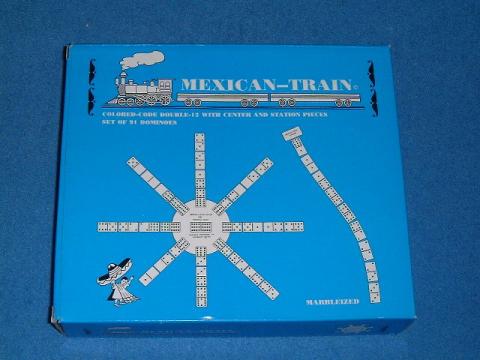 MEXICAN-TRAIN©
COLORED-CODE DOUBLE-12 WITH CENTER AND STATION PIECES
SET OF 91 DOMINOES
MARBLEIZED